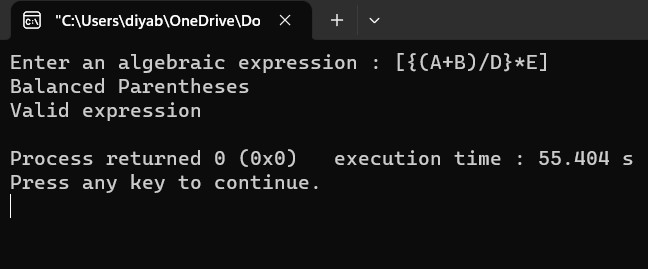 "C:\Users\diyab\OneDrive\Do
Enter an algebraic expression : [{(A+B)/D}*E]
Balanced Parentheses
Valid expression
Process returned 0 (0x0)   execution time : 55.404 s
Press any key to continue.